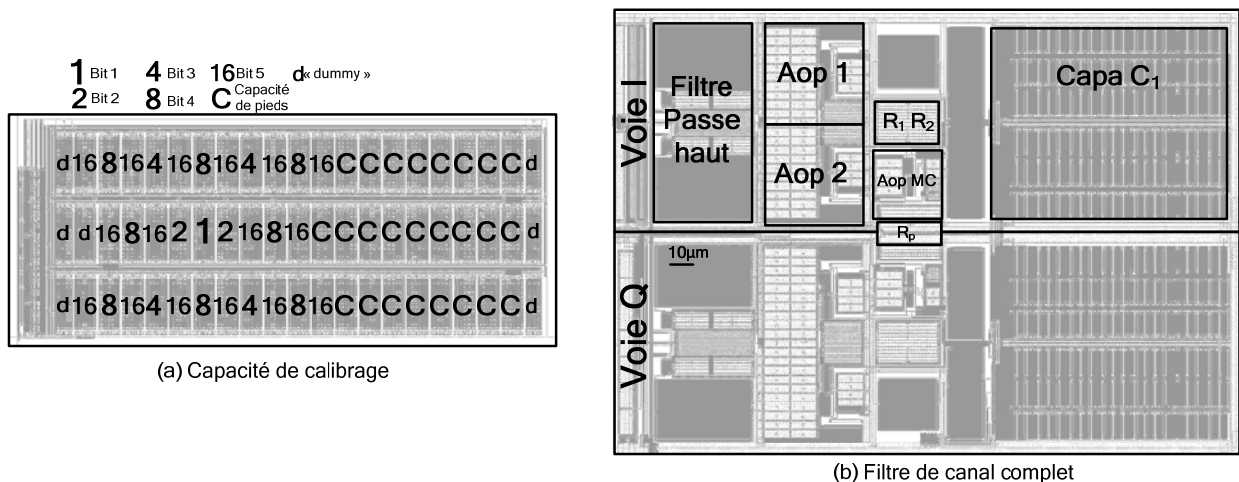 1 Bit 1 4 Bit 3 16 Bit 5 d « dummy »
2 Bit 2 8 Bit 4 C Capacité de pieds
d 16 8 16 4 16 8 16 4 16 8 16 C C C C C C C C d
d d 16 8 16 2 1 2 16 8 16 C C C C C C C C C d
d 16 8 16 4 16 8 16 4 16 8 16 C C C C C C C C d
(a) Capacité de calibrage
Voie I
Filtre
Passe
haut
Aop 1
Aop 2
R1 R2
Aop MC
Rp
Capa C1
10µm
Voie Q
(b) Filtre de canal complet